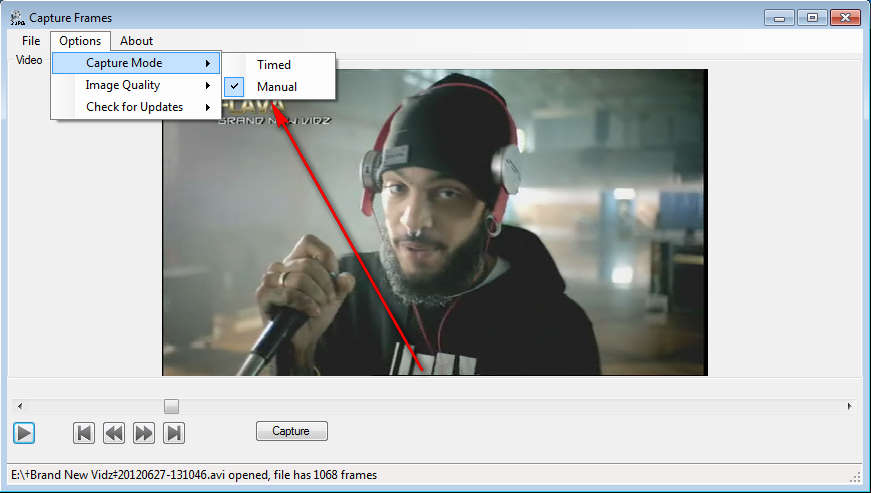 Capture Frames
File Options About
Video
Capture Mode
Image Quality
Check for Updates
Timed
Manual
FLAVA
BRAND NEW VIDZ
Capture
E:\†Brand New Vidz‡20120627-131046.avi opened, file has 1068 frames